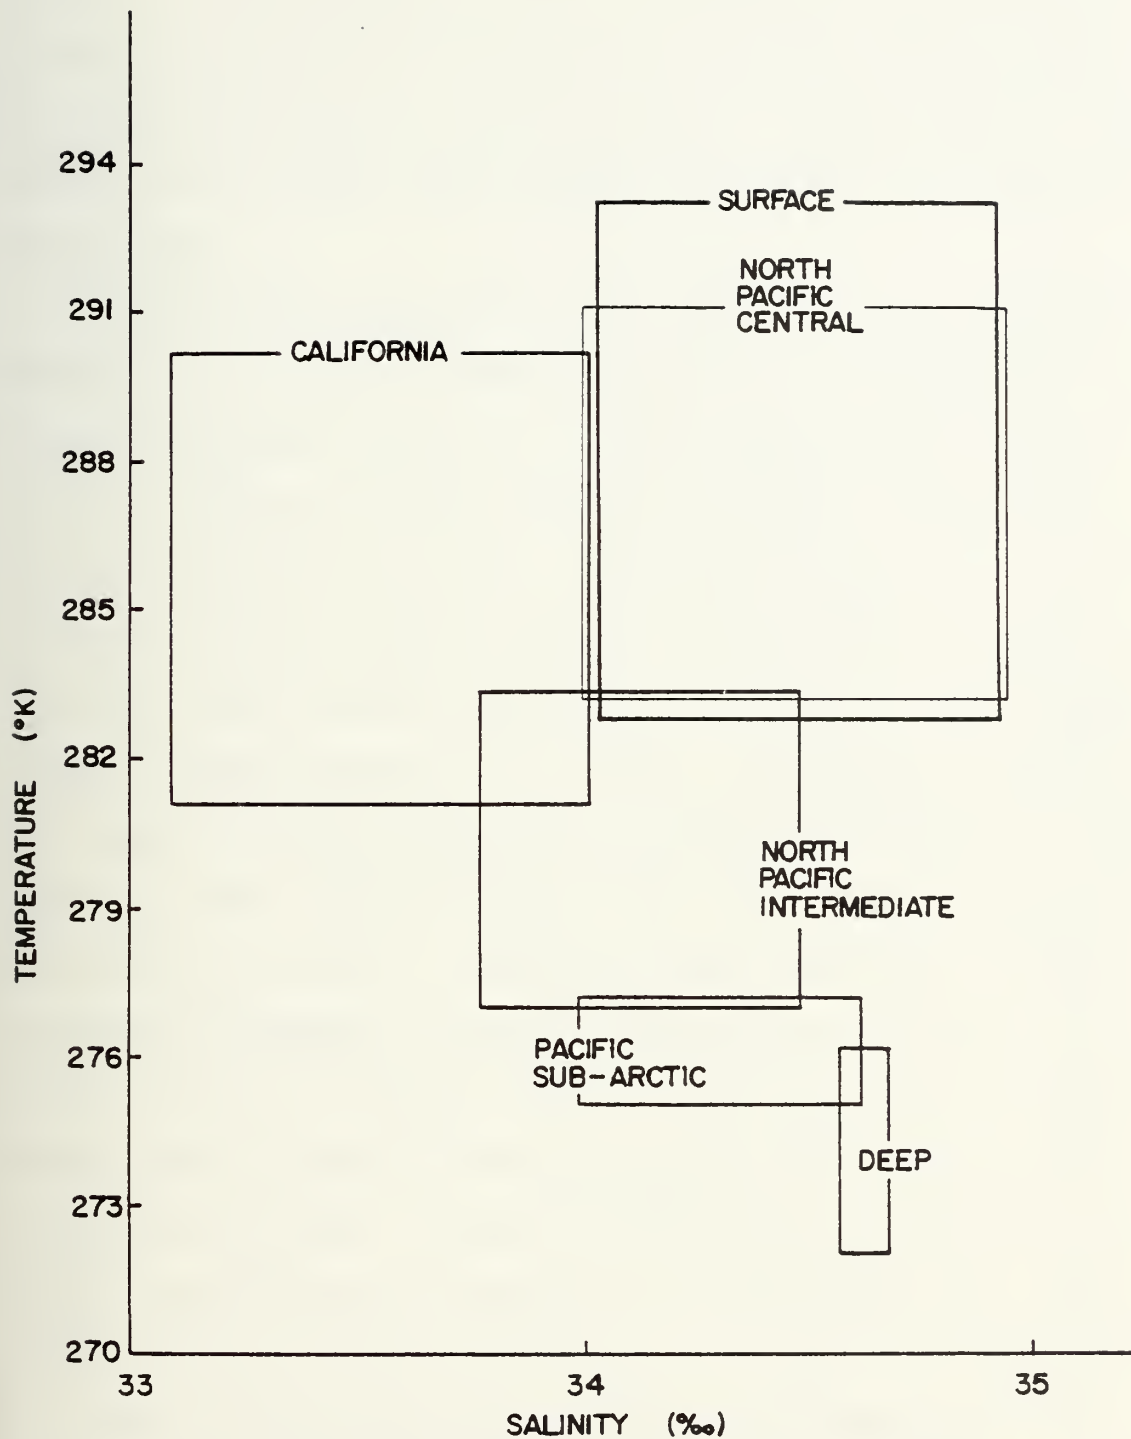 294
291
288
285
282
279
276
273
270
TEMPERATURE (°K)
SURFACE
NORTH
PACIFIC
CENTRAL
CALIFORNIA
NORTH
PACIFIC
INTERMEDIATE
PACIFIC
SUB-ARCTIC
DEEP
33
34
35
SALINITY (‰)